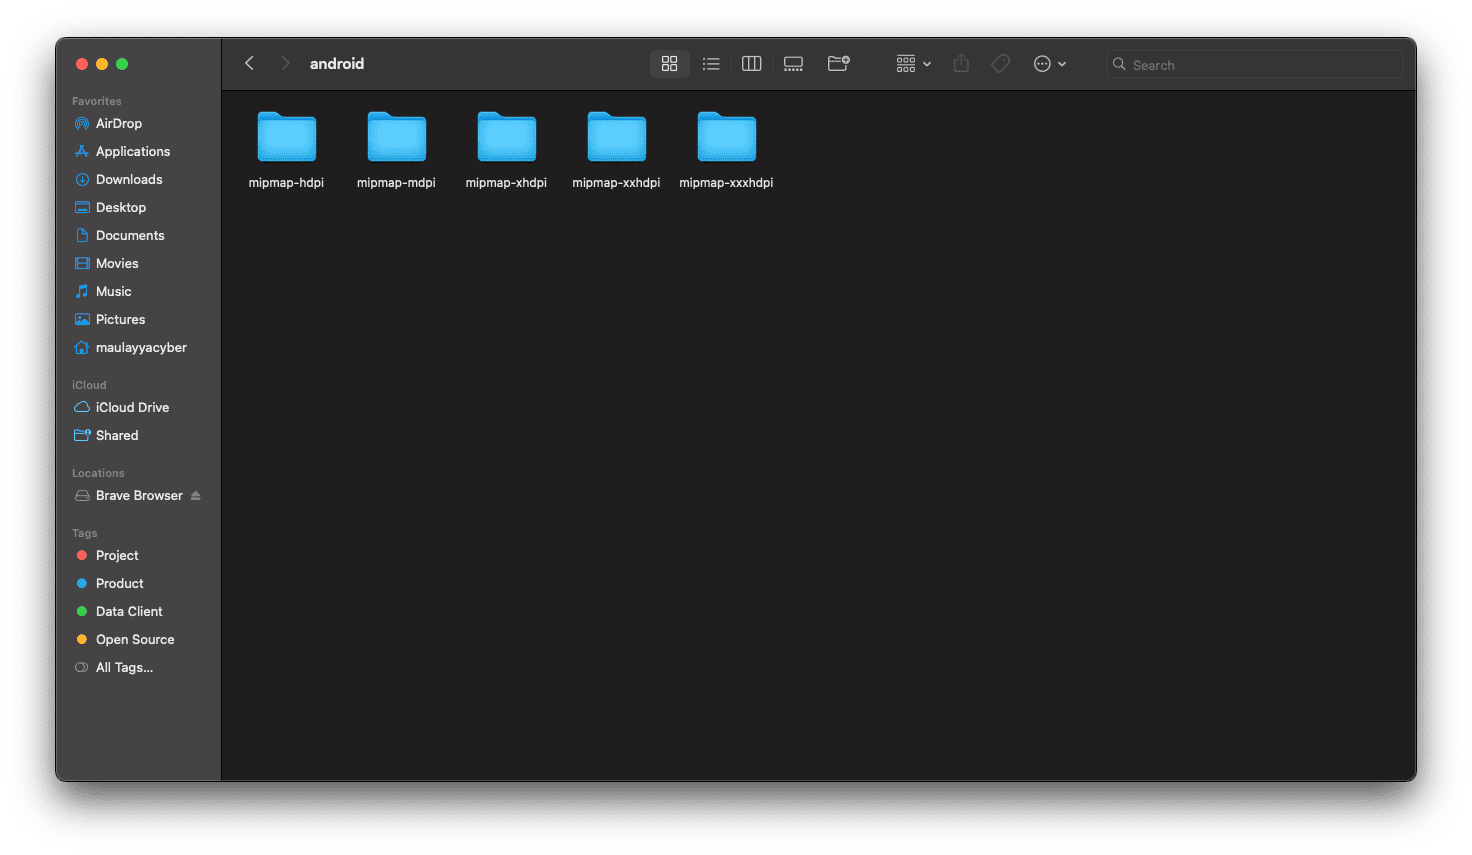 android
Search
Favorites
AirDrop
Applications
Downloads
Desktop
Documents
Movies
Music
Pictures
maulayyacyber
iCloud
iCloud Drive
Shared
Locations
Brave Browser
Tags
Project
Product
Data Client
Open Source
All Tags...
mipmap-hdpi
mipmap-mdpi
mipmap-xhdpi
mipmap-xxhdpi
mipmap-xxxhdpi